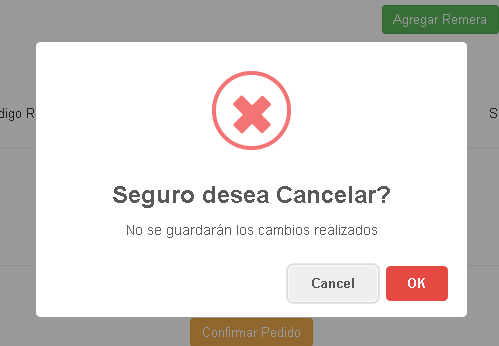 Agregar Remera
digo R
S
Seguro desea Cancelar?
No se guardarán los cambios realizados
Cancel
OK
Confirmar Pedido